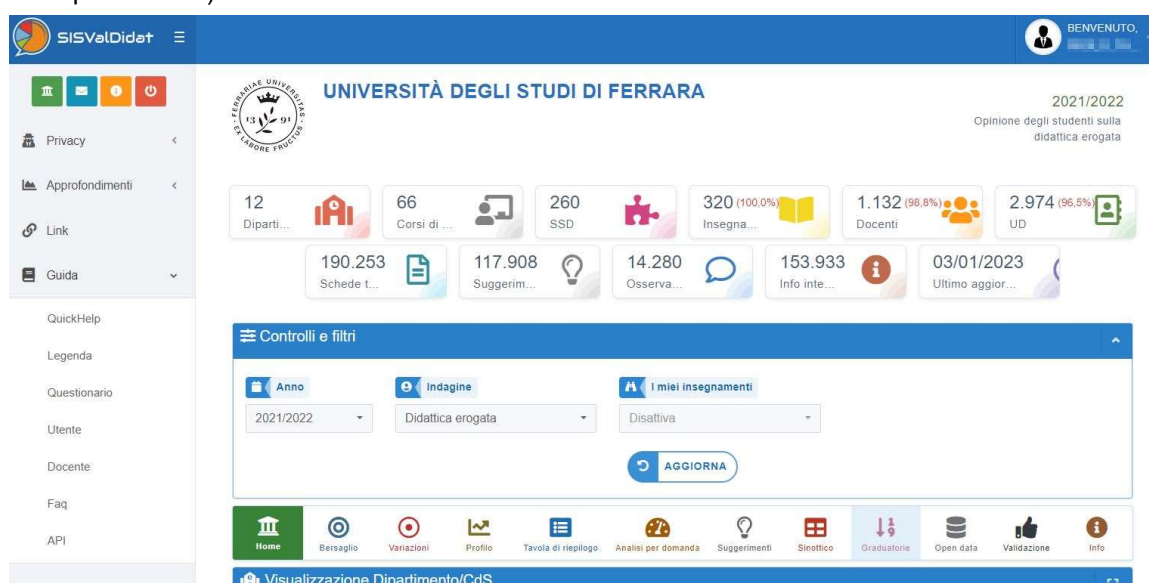 SISValDidat
BENVENUTO,
UNIVERSITÀ DEGLI STUDI DI FERRARA
2021/2022
Opinione degli studenti sulla
didattica erogata
Privacy
Approfondimenti
Link
Guida
QuickHelp
Legenda
Questionario
Utente
Docente
Faq
API
12
Diparti...
66
Corsi di ...
260
SSD
320 (100,0%)
Insegna...
1.132 (98,8%)
Docenti
2.974 (96,5%)
UD
190.253
Schede t...
117.908
Suggerim...
14.280
Osserva...
153.933
Info inte...
03/01/2023
Ultimo aggior...
Controlli e filtri
Anno
Indagine
I miei insegnamenti
2021/2022
Didattica erogata
Disattiva
AGGIORNA
Home
Bersaglio
Variazioni
Profilo
Tavola di riepilogo
Analisi per domanda
Suggerimenti
Sinottico
Graduatorie
Open data
Validazione
Info
Visualizzazione Dipartimento/CdS